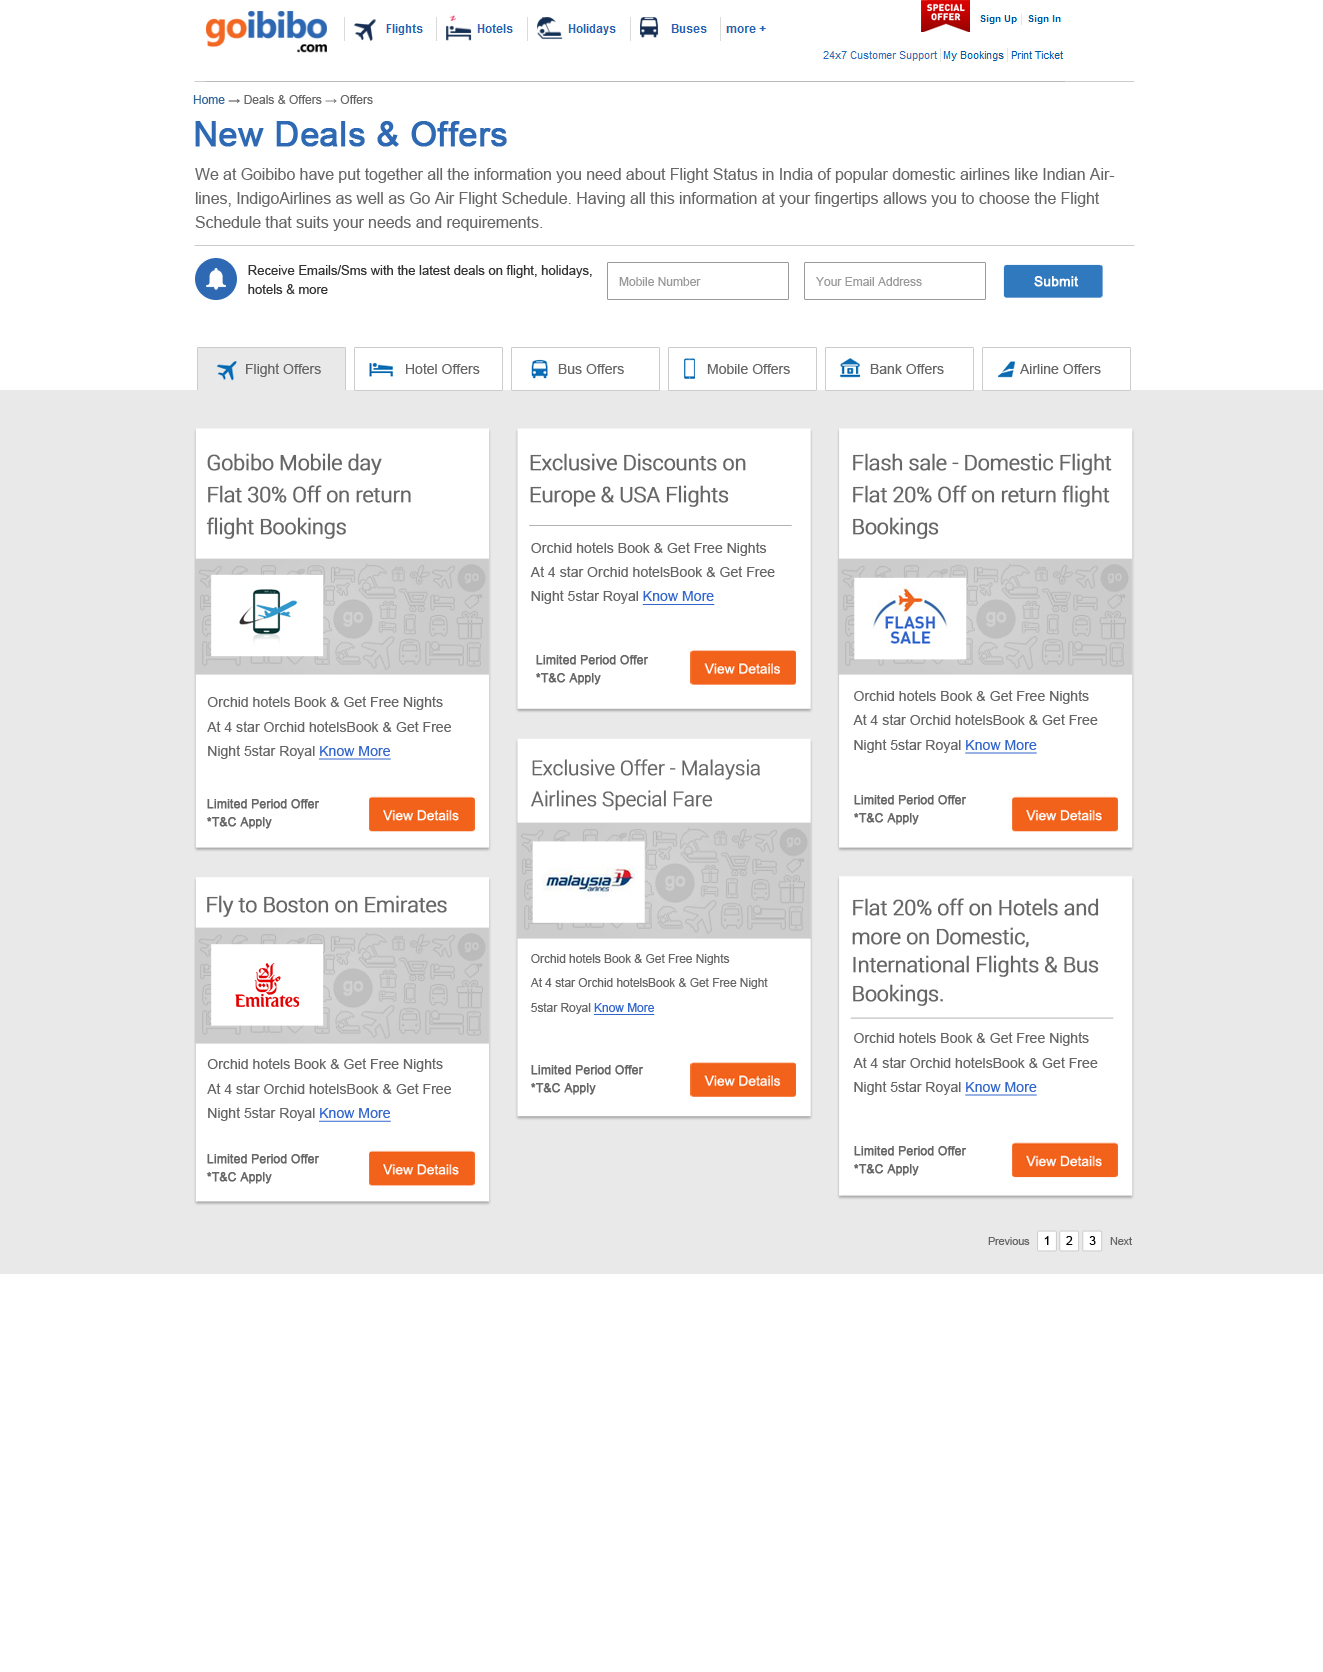 goibibo
.com
Flights
Hotels
Holidays
Buses
more +
SPECIAL
OFFER
Sign Up
Sign In
24x7 Customer Support
My Bookings
Print Ticket
Home → Deals & Offers → Offers
New Deals & Offers
We at Goibibo have put together all the information you need about Flight Status in India of popular domestic airlines like Indian Air-
lines, IndigoAirlines as well as Go Air Flight Schedule. Having all this information at your fingertips allows you to choose the Flight
Schedule that suits your needs and requirements.
Receive Emails/Sms with the latest deals on flight, holidays,
hotels & more
Mobile Number
Your Email Address
Submit
Flight Offers
Hotel Offers
Bus Offers
Mobile Offers
Bank Offers
Airline Offers
Gobibo Mobile day
Flat 30% Off on return
flight Bookings
go
go
Orchid hotels Book & Get Free Nights
At 4 star Orchid hotelsBook & Get Free
Night 5star Royal Know More
Limited Period Offer
*T&C Apply
View Details
Fly to Boston on Emirates
go
go
Emirates
Orchid hotels Book & Get Free Nights
At 4 star Orchid hotelsBook & Get Free
Night 5star Royal Know More
Limited Period Offer
*T&C Apply
View Details
Exclusive Discounts on
Europe & USA Flights
Orchid hotels Book & Get Free Nights
At 4 star Orchid hotelsBook & Get Free
Night 5star Royal Know More
Limited Period Offer
*T&C Apply
View Details
Exclusive Offer - Malaysia
Airlines Special Fare
go
go
malaysia
airlines
Orchid hotels Book & Get Free Nights
At 4 star Orchid hotelsBook & Get Free Night
5star Royal Know More
Limited Period Offer
*T&C Apply
View Details
Flash sale - Domestic Flight
Flat 20% Off on return flight
Bookings
go
go
FLASH
SALE
Orchid hotels Book & Get Free Nights
At 4 star Orchid hotelsBook & Get Free
Night 5star Royal Know More
Limited Period Offer
*T&C Apply
View Details
Flat 20% off on Hotels and
more on Domestic,
International Flights & Bus
Bookings.
Orchid hotels Book & Get Free Nights
At 4 star Orchid hotelsBook & Get Free
Night 5star Royal Know More
Limited Period Offer
*T&C Apply
View Details
Previous 1 2 3 Next